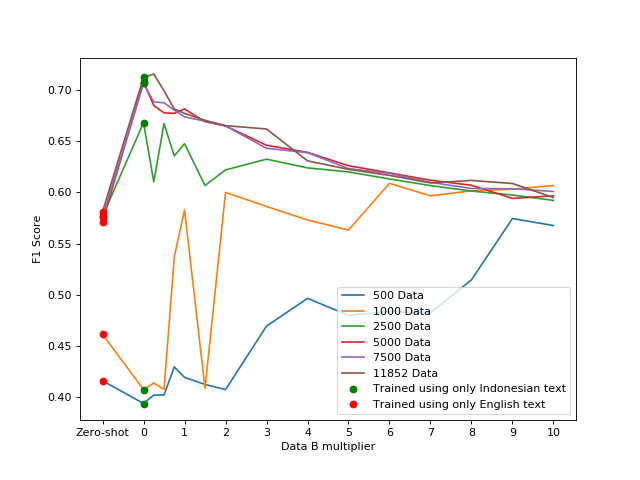 0.70
0.65
0.60
0.55
0.50
0.45
0.40
F1 Score
Zero-shot 0 1 2 3 4 5 6 7 8 9 10
Data B multiplier
500 Data
1000 Data
2500 Data
5000 Data
7500 Data
11852 Data
Trained using only Indonesian text
Trained using only English text